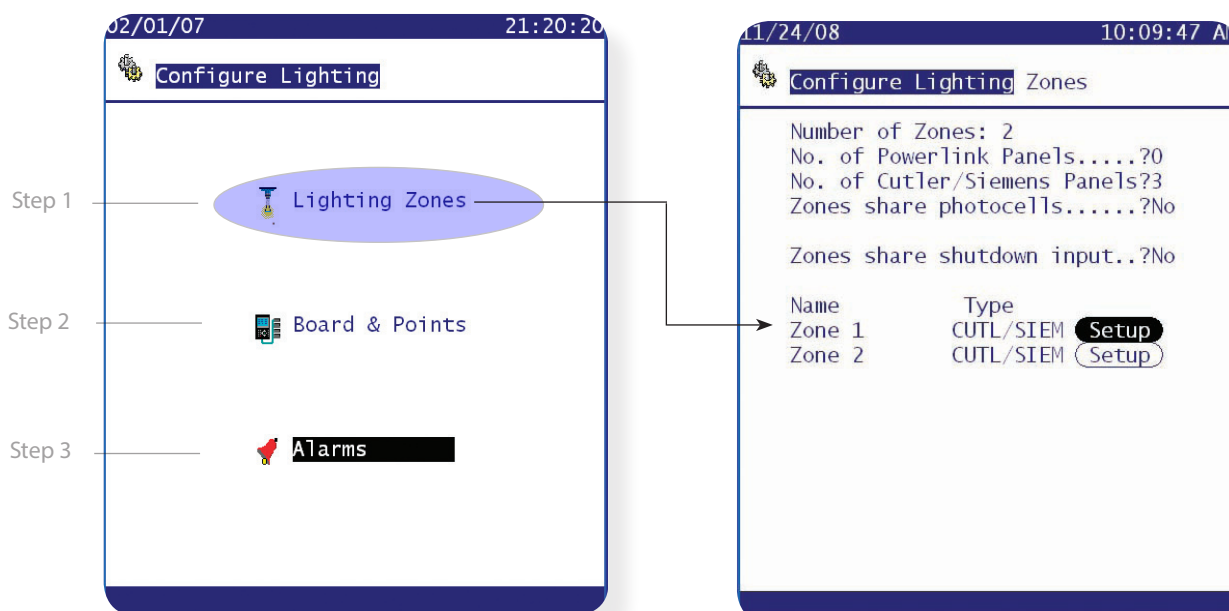 02/01/07 21:20:20
Configure Lighting
Step 1
Lighting Zones
Step 2
Board & Points
Step 3
Alarms
11/24/08 10:09:47 AM
Configure Lighting Zones
Number of Zones: 2
No. of Powerlink Panels.....?0
No. of Cutler/Siemens Panels?3
Zones share photocells......?No
Zones share shutdown input..?No
Name Type
Zone 1 CUTL/SIEM Setup
Zone 2 CUTL/SIEM Setup